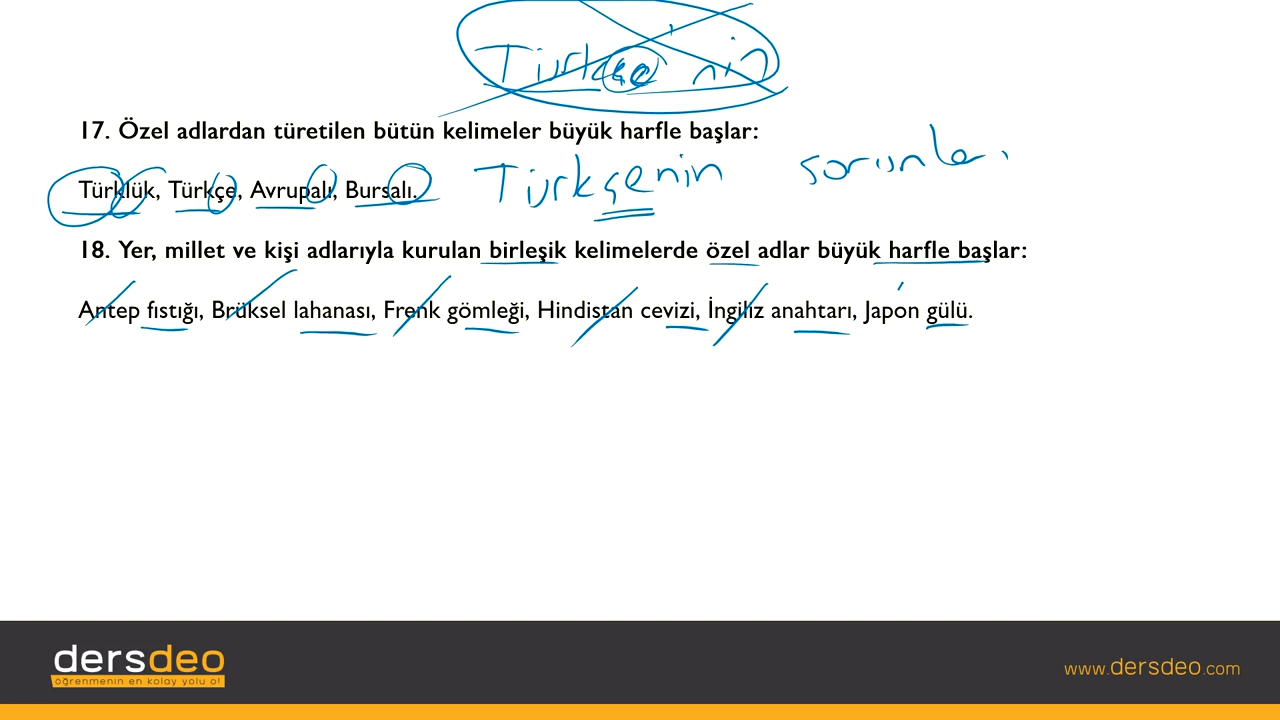 Türkçe'nin
17. Özel adlardan türetilen bütün kelimeler büyük harfle başlar:
Türklük, Türkçe, Avrupalı, Bursalı.
Türkçenin sorunları
18. Yer, millet ve kişi adlarıyla kurulan birleşik kelimelerde özel adlar büyük harfle başlar:
Antep fıstığı, Brüksel lahanası, Frenk gömleği, Hindistan cevizi, İngiliz anahtarı, Japon gülü.
dersdeo
öğrenmenin en kolay yolu o!
www.dersdeo.com